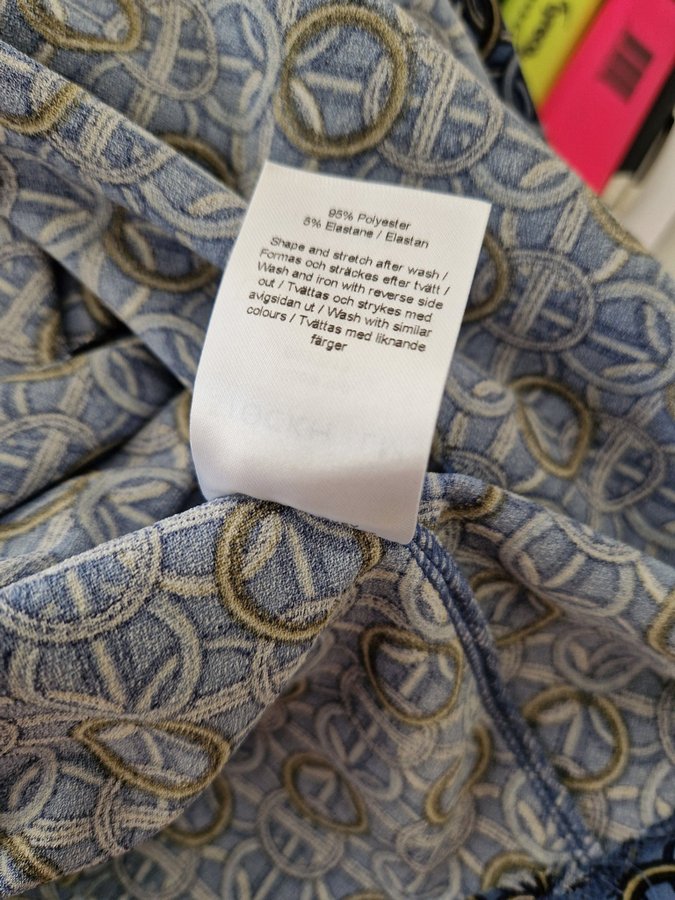 95% Polyester
5% Elastane / Elastan
Shape and stretch after wash /
Formas och sträckes efter tvätt /
Wash and iron with reverse side
out / Tvättas och strykes med
avigsidan ut / Wash with similar
colours / Tvättas med liknande
färger